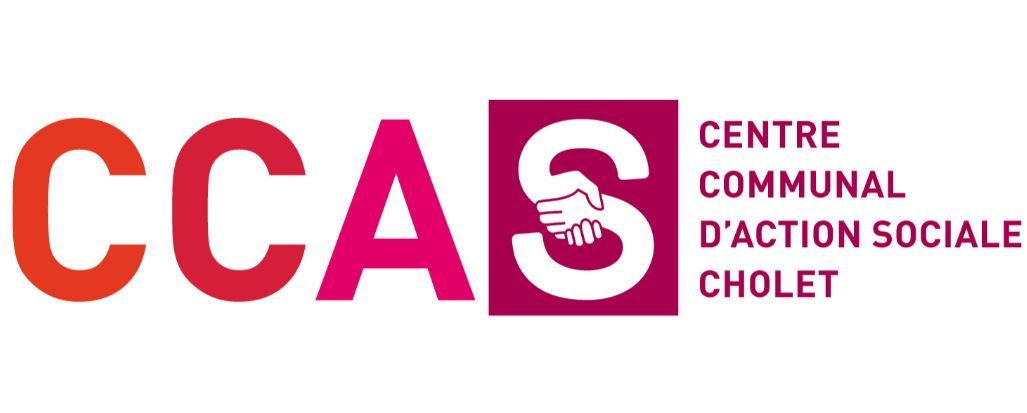 CCAS
CENTRE
COMMUNAL
D'ACTION SOCIALE
CHOLET